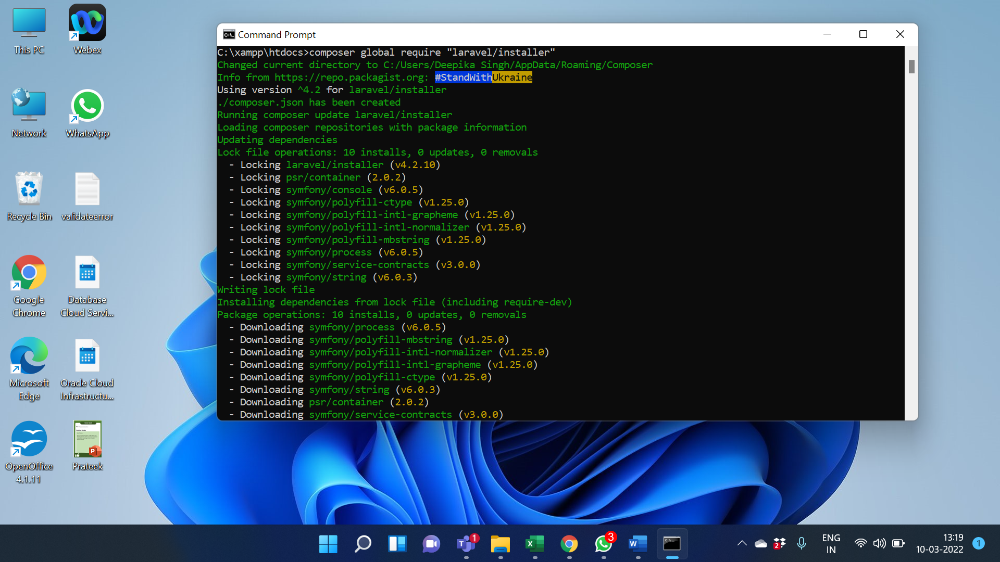 This PC
Webex
Network
WhatsApp
Recycle Bin
validateerror
Google
Chrome
Database
Cloud Servi...
Microsoft
Edge
Oracle Cloud
Infrastructu...
OpenOffice
4.1.11
Prateek
Command Prompt
C:\xampp\htdocs>composer global require "laravel/installer"
Changed current directory to C:/Users/Deepika Singh/AppData/Roaming/Composer
Info from https://repo.packagist.org: #StandWithUkraine
Using version ^4.2 for laravel/installer
./composer.json has been created
Running composer update laravel/installer
Loading composer repositories with package information
Updating dependencies
Lock file operations: 10 installs, 0 updates, 0 removals
- Locking laravel/installer (v4.2.10)
- Locking psr/container (2.0.2)
- Locking symfony/console (v6.0.5)
- Locking symfony/polyfill-ctype (v1.25.0)
- Locking symfony/polyfill-intl-grapheme (v1.25.0)
- Locking symfony/polyfill-intl-normalizer (v1.25.0)
- Locking symfony/polyfill-mbstring (v1.25.0)
- Locking symfony/process (v6.0.5)
- Locking symfony/service-contracts (v3.0.0)
- Locking symfony/string (v6.0.3)
Writing lock file
Installing dependencies from lock file (including require-dev)
Package operations: 10 installs, 0 updates, 0 removals
- Downloading symfony/process (v6.0.5)
- Downloading symfony/polyfill-mbstring (v1.25.0)
- Downloading symfony/polyfill-intl-normalizer (v1.25.0)
- Downloading symfony/polyfill-intl-grapheme (v1.25.0)
- Downloading symfony/polyfill-ctype (v1.25.0)
- Downloading symfony/string (v6.0.3)
- Downloading psr/container (2.0.2)
- Downloading symfony/service-contracts (v3.0.0)
1
3
2
ENG
IN
13:19
10-03-2022
1